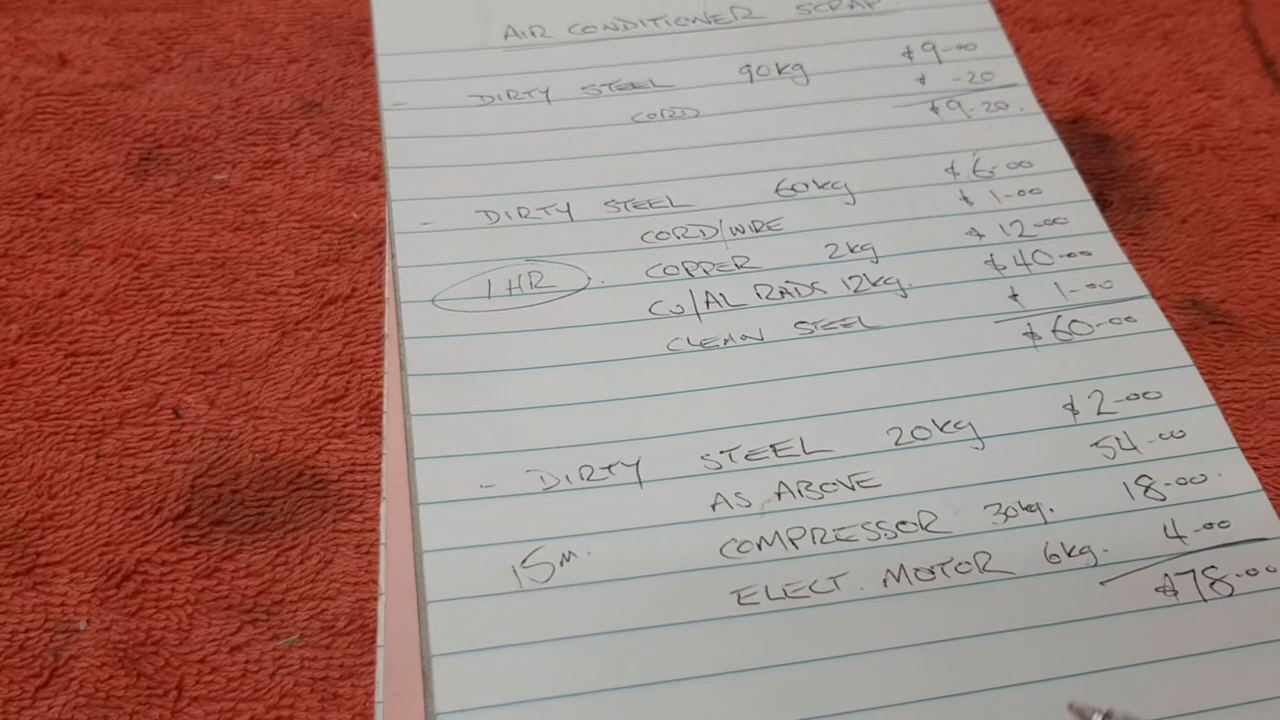 AIR CONDITIONER SCRAP
- DIRTY STEEL 90kg $9-00
CORD $ -20
$9-20.
- DIRTY STEEL 60kg $6-00
CORD/WIRE $1-00
1 HR. COPPER 2kg $12-00
CU/AL RADS 12kg. $40-00
CLEAN STEEL $1-00
$60-00
- DIRTY STEEL 20kg $2-00
AS ABOVE 54-00
15M. COMPRESSOR 30kg. 18-00.
ELECT. MOTOR 6kg. 4-00
$78-00